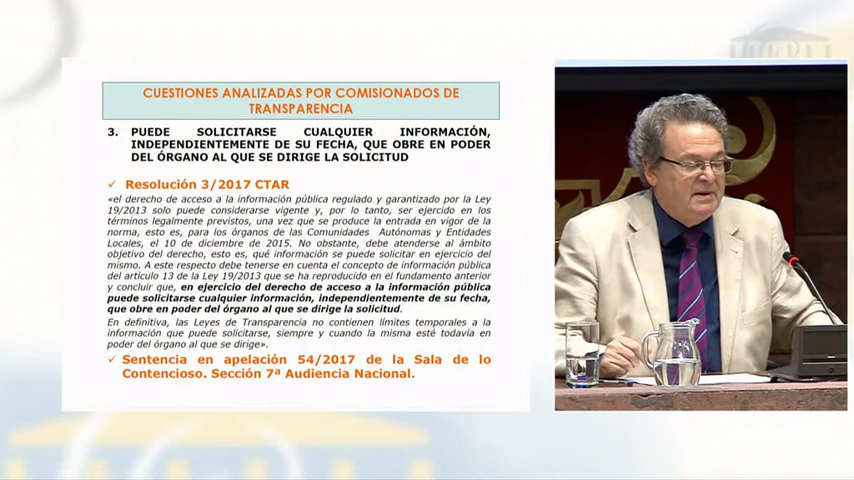 CUESTIONES ANALIZADAS POR COMISIONADOS DE
TRANSPARENCIA
3. PUEDE SOLICITARSE CUALQUIER INFORMACIÓN,
INDEPENDIENTEMENTE DE SU FECHA, QUE OBRE EN PODER
DEL ÓRGANO AL QUE SE DIRIGE LA SOLICITUD
✓ Resolución 3/2017 CTAR
«el derecho de acceso a la información pública regulado y garantizado por la Ley
19/2013 solo puede considerarse vigente y, por lo tanto, ser ejercido en los
términos legalmente previstos, una vez que se produce la entrada en vigor de la
norma, esto es, para los órganos de las Comunidades Autónomas y Entidades
Locales, el 10 de diciembre de 2015. No obstante, debe atenderse al ámbito
objetivo del derecho, esto es, qué información se puede solicitar en ejercicio del
mismo. A este respecto debe tenerse en cuenta el concepto de información pública
del artículo 13 de la Ley 19/2013 que se ha reproducido en el fundamento anterior
y concluir que, en ejercicio del derecho de acceso a la información pública
puede solicitarse cualquier información, independientemente de su fecha,
que obre en poder del órgano al que se dirige la solicitud.
En definitiva, las Leyes de Transparencia no contienen límites temporales a la
información que puede solicitarse, siempre y cuando la misma esté todavía en
poder del órgano al que se dirige».
✓ Sentencia en apelación 54/2017 de la Sala de lo
Contencioso. Sección 7ª Audiencia Nacional.